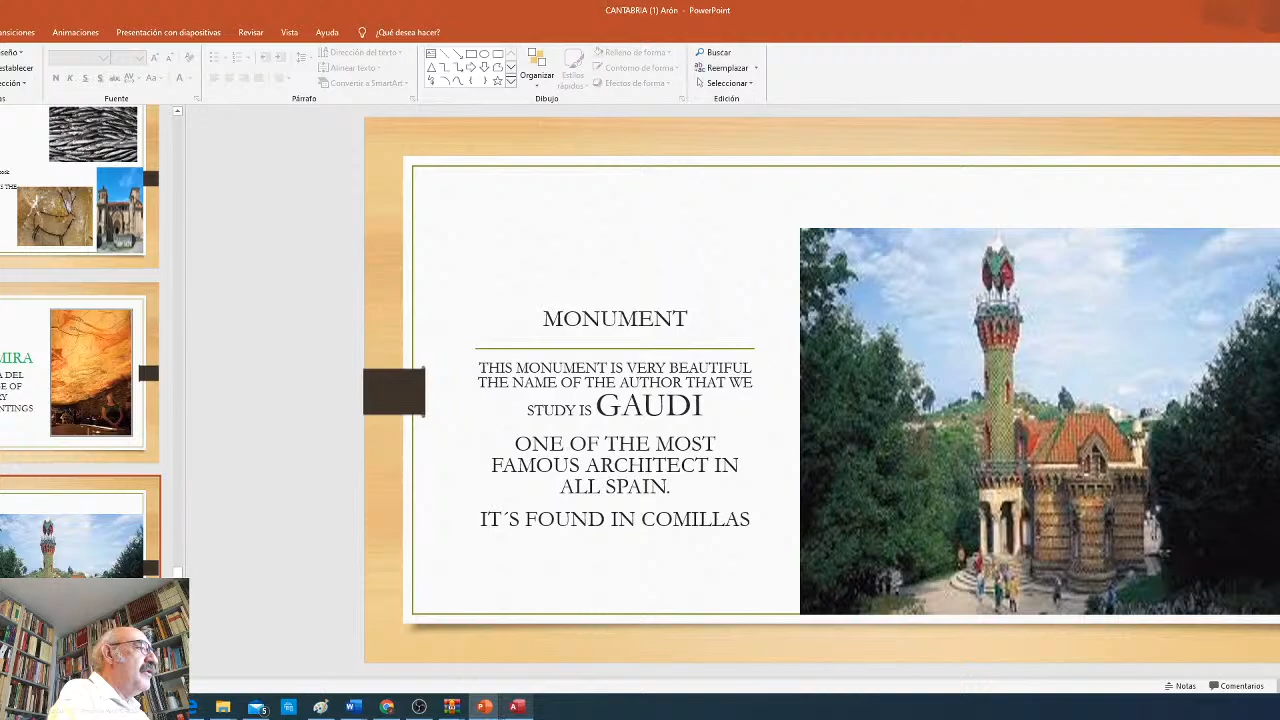 CANTABRIA (1) Arón - PowerPoint
Animaciones Presentación con diapositivas Revisar Vista Ayuda ¿Qué desea hacer?
Dirección del texto
Alinear texto
Convertir a SmartArt
Organizar
Estilos
rápidos
Relleno de forma
Contorno de forma
Efectos de forma
Buscar
Reemplazar
Seleccionar
Fuente Párrafo Dibujo Edición
MONUMENT
THIS MONUMENT IS VERY BEAUTIFUL
THE NAME OF THE AUTHOR THAT WE
STUDY IS GAUDI
ONE OF THE MOST
FAMOUS ARCHITECT IN
ALL SPAIN.
IT´S FOUND IN COMILLAS
Notas Comentarios